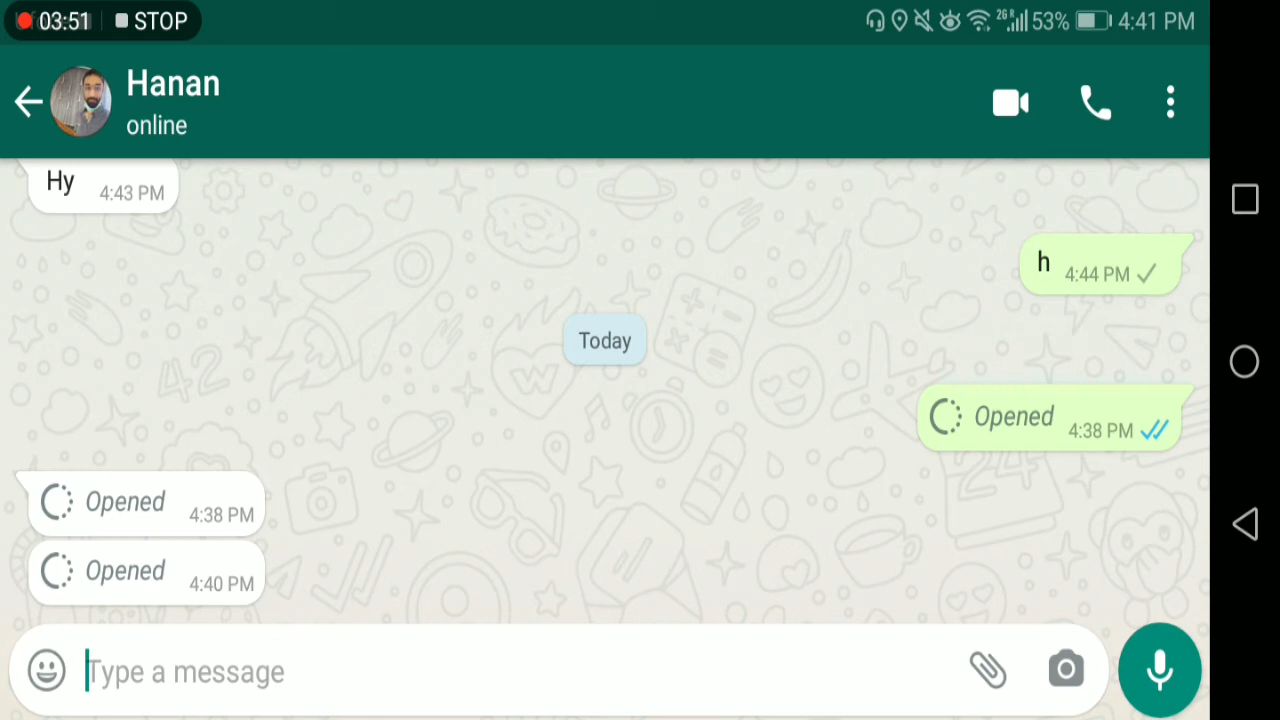 03:51 STOP 2G R 53% 4:41 PM
Hanan
online
Hy 4:43 PM
h 4:44 PM
Today
Opened 4:38 PM
Opened 4:38 PM
Opened 4:40 PM
Type a message